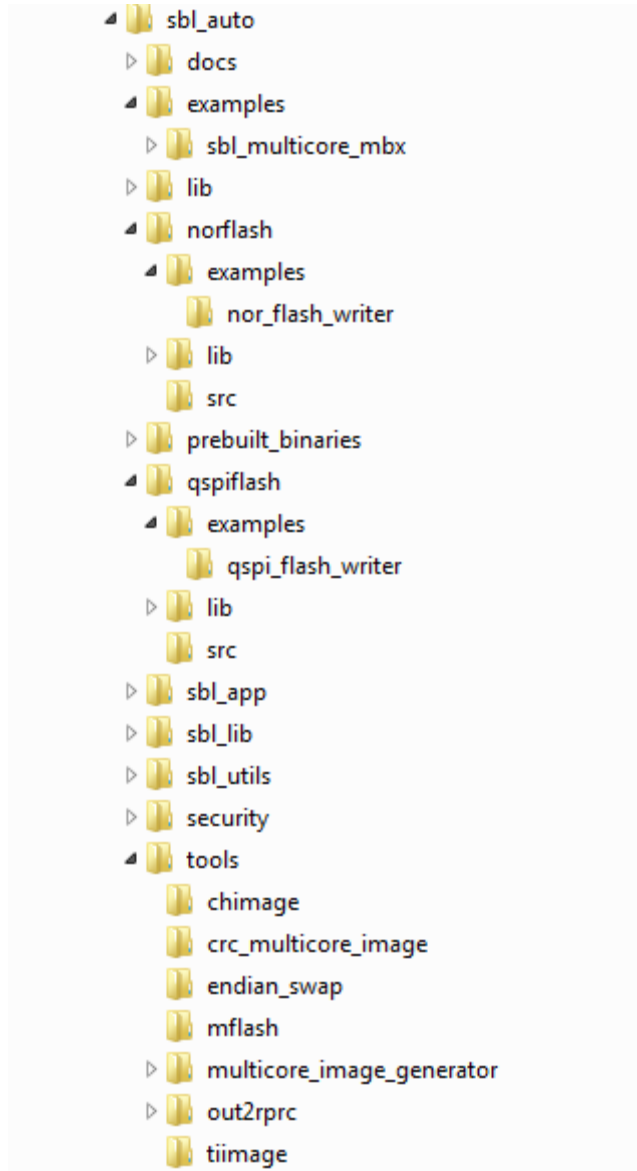 sbl_auto
docs
examples
sbl_multicore_mbx
lib
norflash
examples
nor_flash_writer
lib
src
prebuilt_binaries
qspiflash
examples
qspi_flash_writer
lib
src
sbl_app
sbl_lib
sbl_utils
security
tools
chimage
crc_multicore_image
endian_swap
mflash
multicore_image_generator
out2rprc
tiimage